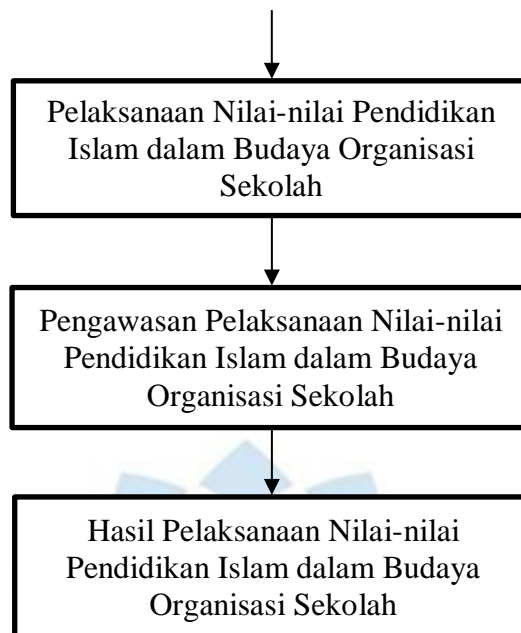 Pelaksanaan Nilai-nilai Pendidikan
Islam dalam Budaya Organisasi
Sekolah
Pengawasan Pelaksanaan Nilai-nilai
Pendidikan Islam dalam Budaya
Organisasi Sekolah
Hasil Pelaksanaan Nilai-nilai
Pendidikan Islam dalam Budaya
Organisasi Sekolah